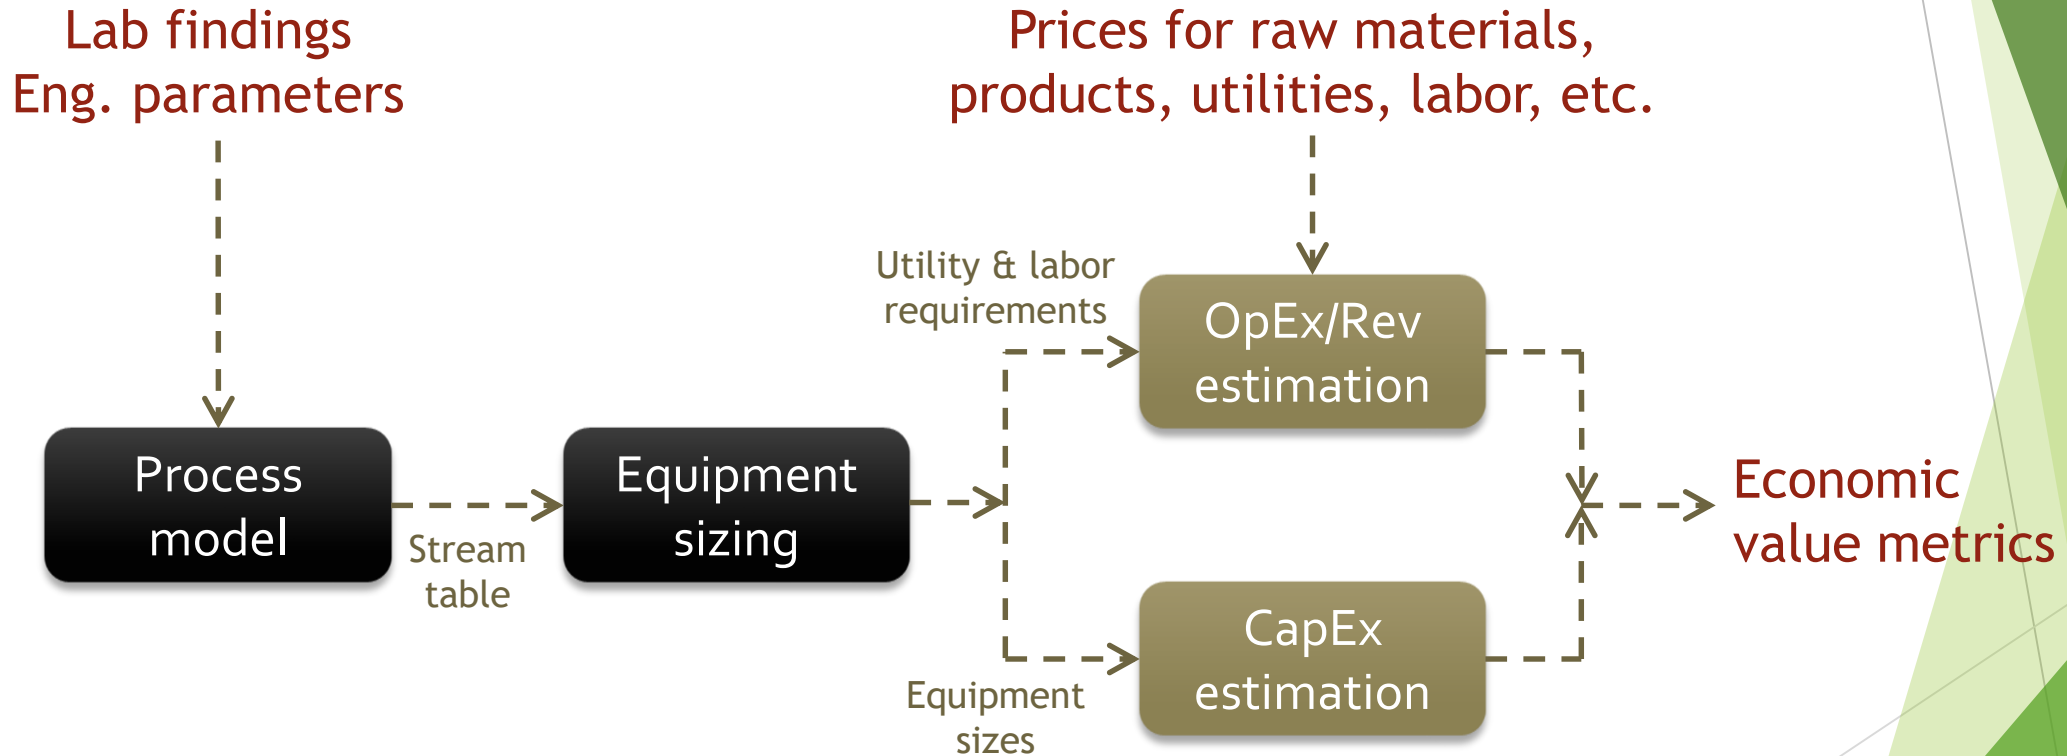 Lab findings
Eng. parameters
Prices for raw materials,
products, utilities, labor, etc.
Utility & labor
requirements
OpEx/Rev
estimation
Process
model
Stream
table
Equipment
sizing
Economic
value metrics
CapEx
estimation
Equipment
sizes